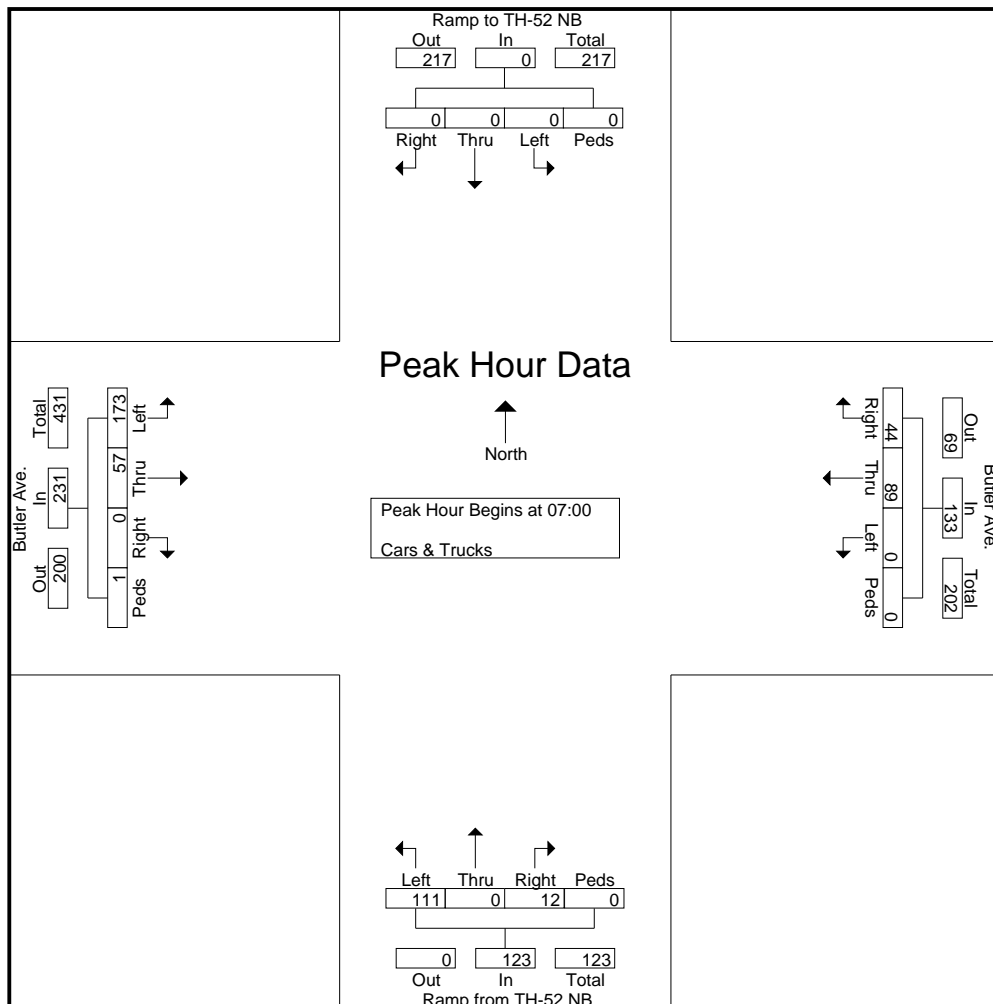 Ramp to TH-52 NB
Out In Total
217 0 217
0 0 0 0
Right Thru Left Peds
Peak Hour Data
North
Peak Hour Begins at 07:00
Cars & Trucks
Butler Ave.
Total In Out
431 231 200
173 57 0 1
Left Thru Right Peds
Butler Ave.
Out In Total
69 133 202
44 89 0 0
Right Thru Left Peds
Left Thru Right Peds
111 0 12 0
0 123 123
Out In Total
Ramp from TH-52 NB